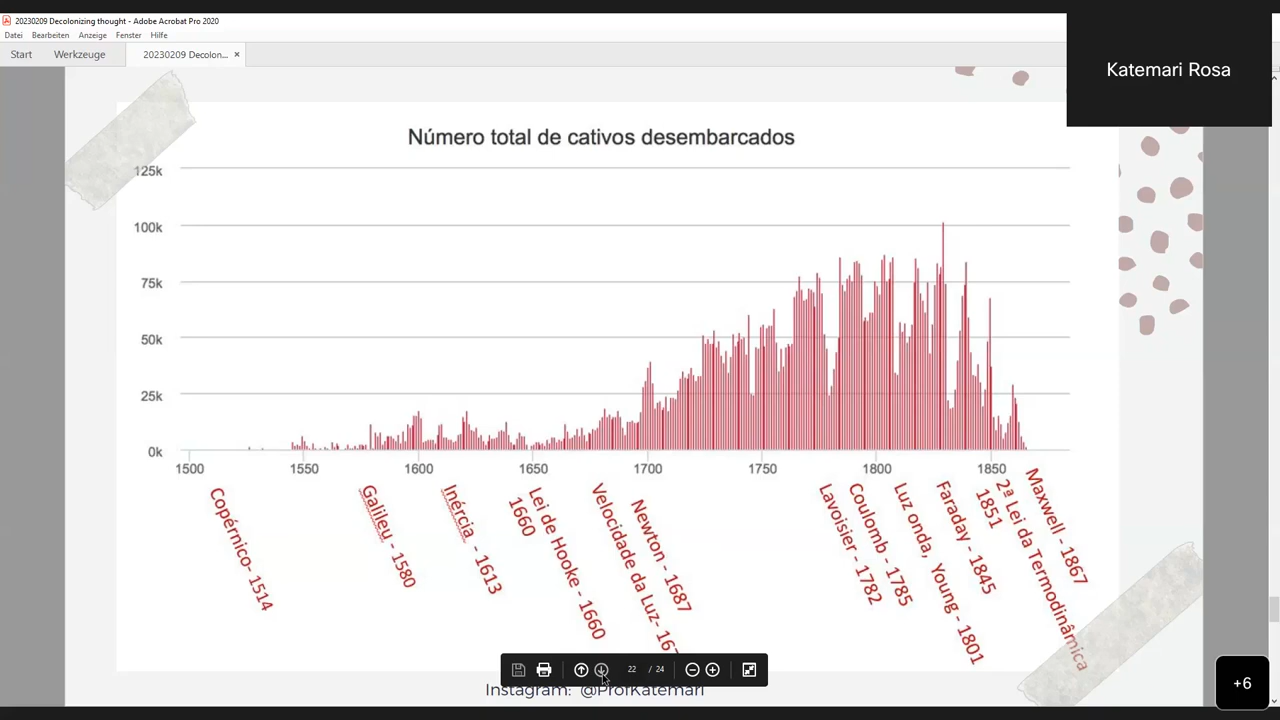 20230209 Decolonizing thought - Adobe Acrobat Pro 2020
Datei Bearbeiten Anzeige Fenster Hilfe
Start Werkzeuge 20230209 Decolon... ×
Katemari Rosa
Número total de cativos desembarcados
125k
100k
75k
50k
25k
0k
1500 1550 1600 1650 1700 1750 1800 1850
Copérnico- 1514
Galileu - 1580
Inércia - 1613
Lei de Hooke - 1660
1660
Velocidade da Luz- 16
Newton - 1687
Lavoisier - 1782
Coulomb - 1785
Luz onda, Young - 1801
Faraday - 1845
2ª Lei da Termodinâmica
1851
Maxwell - 1867
22 / 24
Instagram: @ProfKatemari
+6